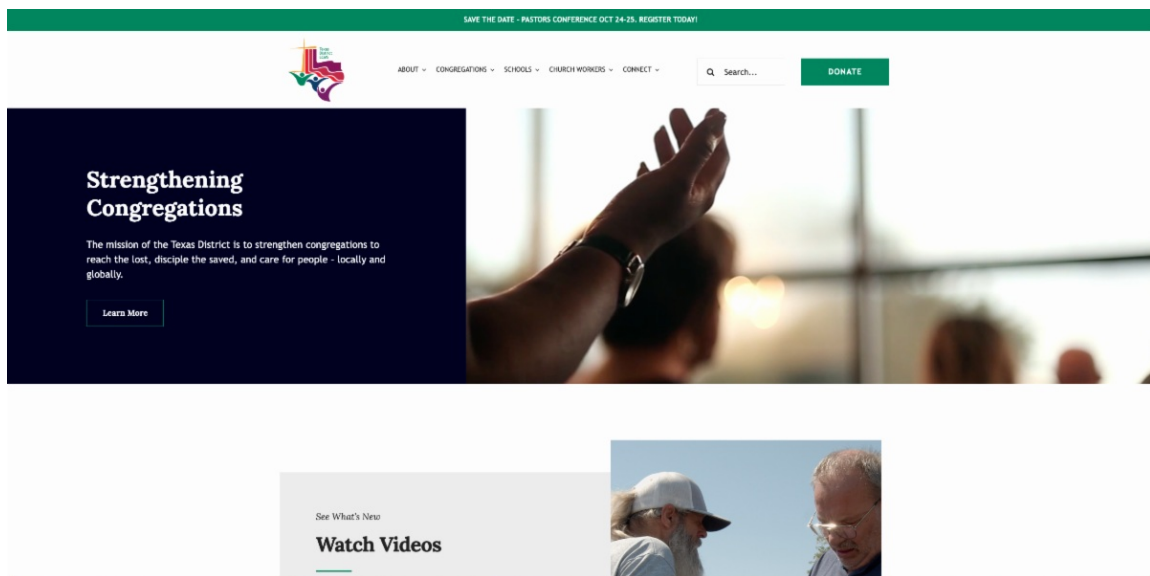 SAVE THE DATE - PASTORS CONFERENCE OCT 24-25. REGISTER TODAY!
ABOUT CONGREGATIONS SCHOOLS CHURCH WORKERS CONNECT Search... DONATE
Strengthening
Congregations
The mission of the Texas District is to strengthen congregations to
reach the lost, disciple the saved, and care for people - locally and
globally.
Learn More
See What's New
Watch Videos